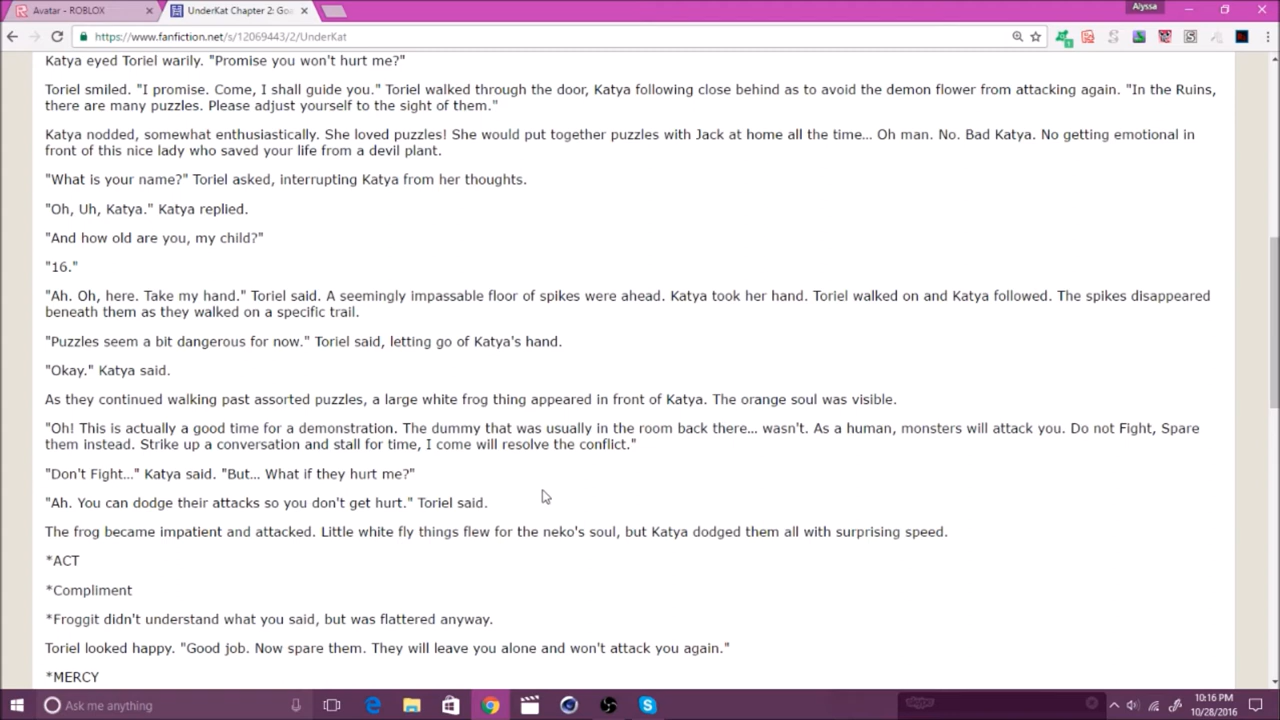 Alyssa
Avatar - ROBLOX
UnderKat Chapter 2: Go
https://www.fanfiction.net/s/12069443/2/UnderKat
Katya eyed Toriel warily. "Promise you won't hurt me?"
Toriel smiled. "I promise. Come, I shall guide you." Toriel walked through the door, Katya following close behind as to avoid the demon flower from attacking again. "In the Ruins,
there are many puzzles. Please adjust yourself to the sight of them."
Katya nodded, somewhat enthusiastically. She loved puzzles! She would put together puzzles with Jack at home all the time... Oh man. No. Bad Katya. No getting emotional in
front of this nice lady who saved your life from a devil plant.
"What is your name?" Toriel asked, interrupting Katya from her thoughts.
"Oh, Uh, Katya." Katya replied.
"And how old are you, my child?"
"16."
"Ah. Oh, here. Take my hand." Toriel said. A seemingly impassable floor of spikes were ahead. Katya took her hand. Toriel walked on and Katya followed. The spikes disappeared
beneath them as they walked on a specific trail.
"Puzzles seem a bit dangerous for now." Toriel said, letting go of Katya's hand.
"Okay." Katya said.
As they continued walking past assorted puzzles, a large white frog thing appeared in front of Katya. The orange soul was visible.
"Oh! This is actually a good time for a demonstration. The dummy that was usually in the room back there... wasn't. As a human, monsters will attack you. Do not Fight, Spare
them instead. Strike up a conversation and stall for time, I come will resolve the conflict."
"Don't Fight..." Katya said. "But... What if they hurt me?"
"Ah. You can dodge their attacks so you don't get hurt." Toriel said.
The frog became impatient and attacked. Little white fly things flew for the neko's soul, but Katya dodged them all with surprising speed.
*ACT
*Compliment
*Froggit didn't understand what you said, but was flattered anyway.
Toriel looked happy. "Good job. Now spare them. They will leave you alone and won't attack you again."
*MERCY
Ask me anything
10:16 PM
10/28/2016